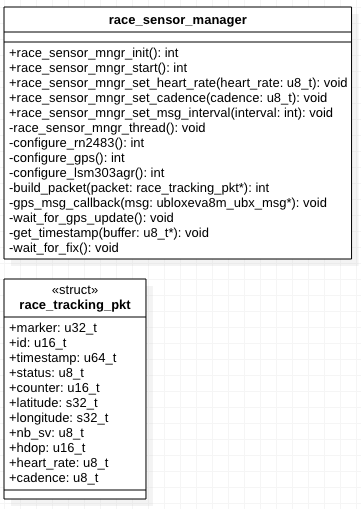 race_sensor_manager
+race_sensor_mngr_init(): int
+race_sensor_mngr_start(): int
+race_sensor_mngr_set_heart_rate(heart_rate: u8_t): void
+race_sensor_mngr_set_cadence(cadence: u8_t): void
+race_sensor_mngr_set_msg_interval(interval: int): void
-race_sensor_mngr_thread(): void
-configure_rn2483(): int
-configure_gps(): int
-configure_lsm303agr(): int
-build_packet(packet: race_tracking_pkt*): int
-gps_msg_callback(msg: ubloxeva8m_ubx_msg*): void
-wait_for_gps_update(): void
-get_timestamp(buffer: u8_t*): void
-wait_for_fix(): void
«struct»
race_tracking_pkt
+marker: u32_t
+id: u16_t
+timestamp: u64_t
+status: u8_t
+counter: u16_t
+latitude: s32_t
+longitude: s32_t
+nb_sv: u8_t
+hdop: u16_t
+heart_rate: u8_t
+cadence: u8_t